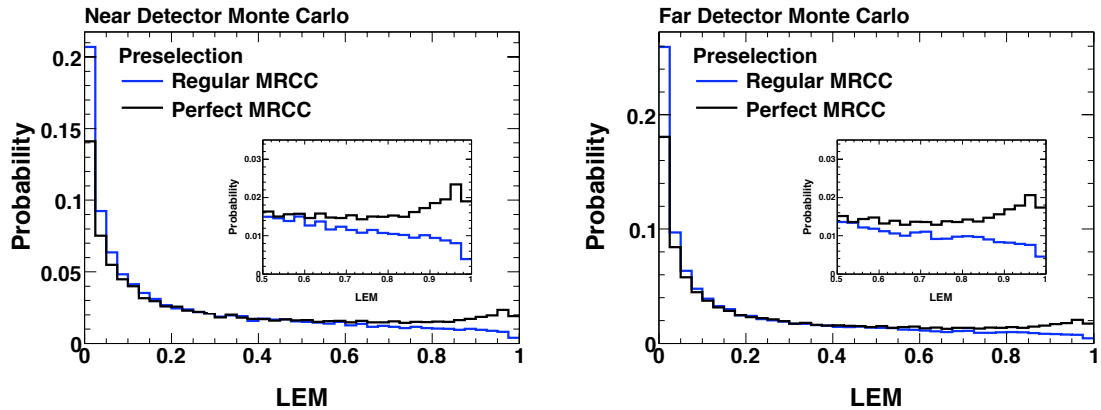 Near Detector Monte Carlo
Probability
0.2
0.15
0.1
0.05
0
Preselection
Regular MRCC
Perfect MRCC
Probability
0.03
0.02
0.01
0
0.5 0.6 0.7 0.8 0.9 1
LEM
0 0.2 0.4 0.6 0.8 1
LEM
Far Detector Monte Carlo
Probability
0.2
0.1
0
Preselection
Regular MRCC
Perfect MRCC
Probability
0.03
0.02
0.01
0
0.5 0.6 0.7 0.8 0.9 1
LEM
0 0.2 0.4 0.6 0.8 1
LEM